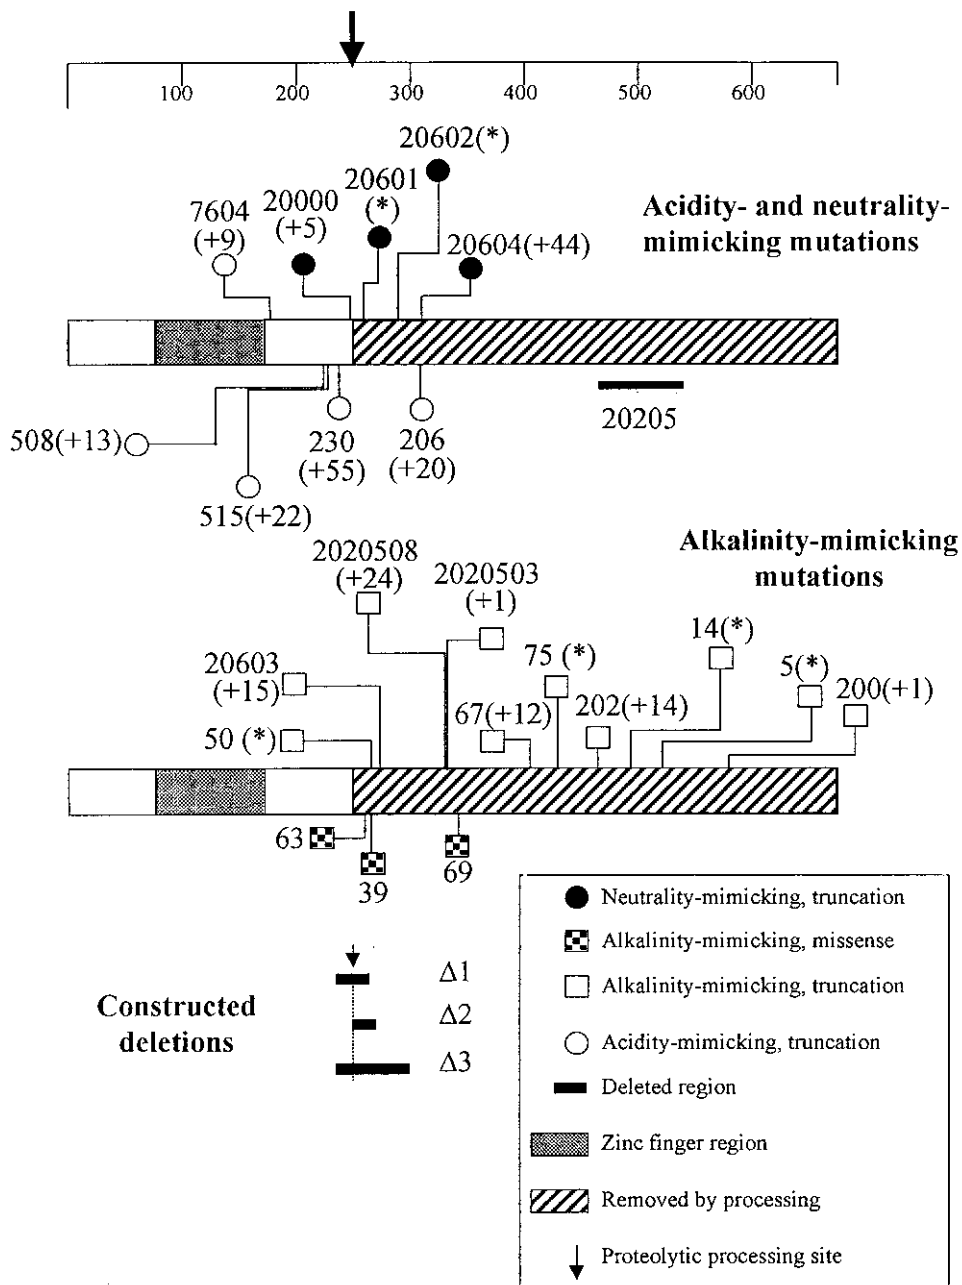 100 200 300 400 500 600
20602(*)
20601
(*)
20000
(+5)
7604
(+9)
20604(+44)
Acidity- and neutrality-
mimicking mutations
508(+13)
515(+22)
230
(+55)
206
(+20)
20205
Alkalinity-mimicking
mutations
2020508
(+24)
2020503
(+1)
20603
(+15)
50 (*)
67(+12)
75 (*)
202(+14)
14(*)
5(*)
200(+1)
63
39
69
Constructed
deletions
Δ1
Δ2
Δ3
Neutrality-mimicking, truncation
Alkalinity-mimicking, missense
Alkalinity-mimicking, truncation
Acidity-mimicking, truncation
Deleted region
Zinc finger region
Removed by processing
Proteolytic processing site